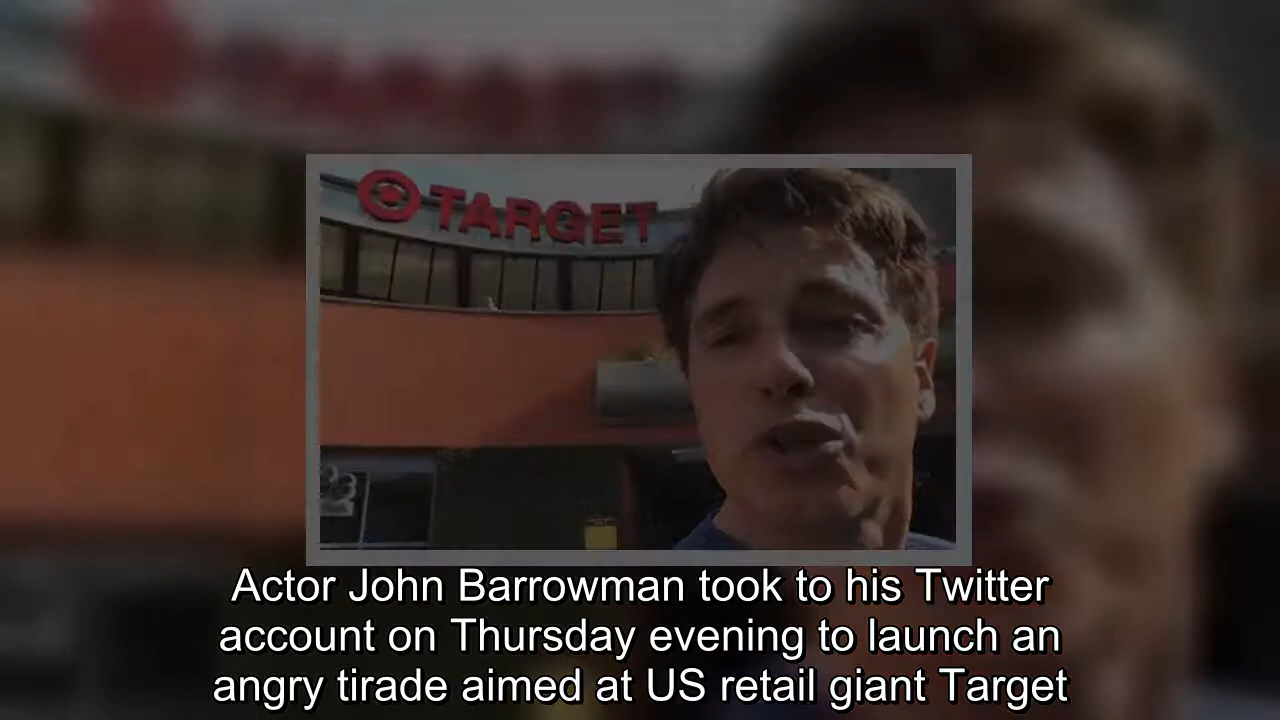 TARGET
Actor John Barrowman took to his Twitter
account on Thursday evening to launch an
angry tirade aimed at US retail giant Target